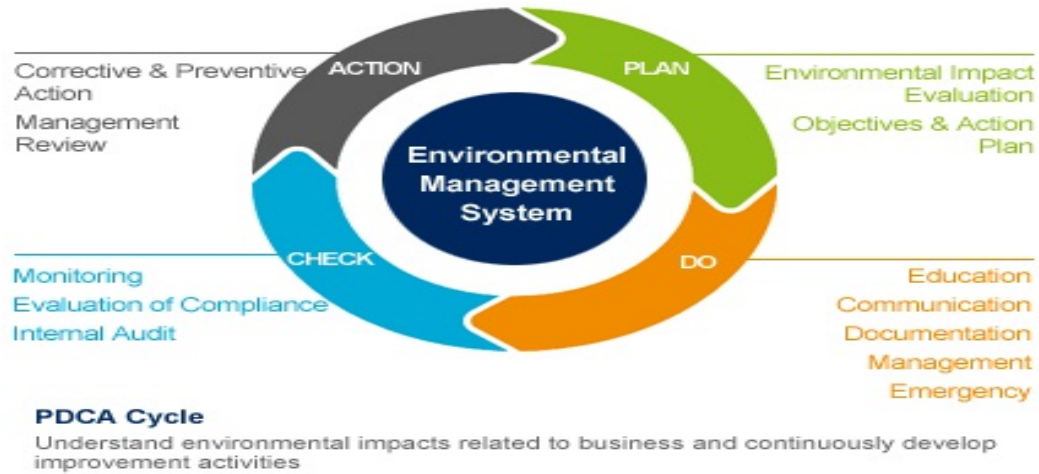 ACTION
PLAN
Corrective & Preventive
Action
Management
Review
Environmental Impact
Evaluation
Objectives & Action
Plan
Environmental
Management
System
CHECK
DO
Monitoring
Evaluation of Compliance
Internal Audit
Education
Communication
Documentation
Management
Emergency
PDCA Cycle
Understand environmental impacts related to business and continuously develop
improvement activities